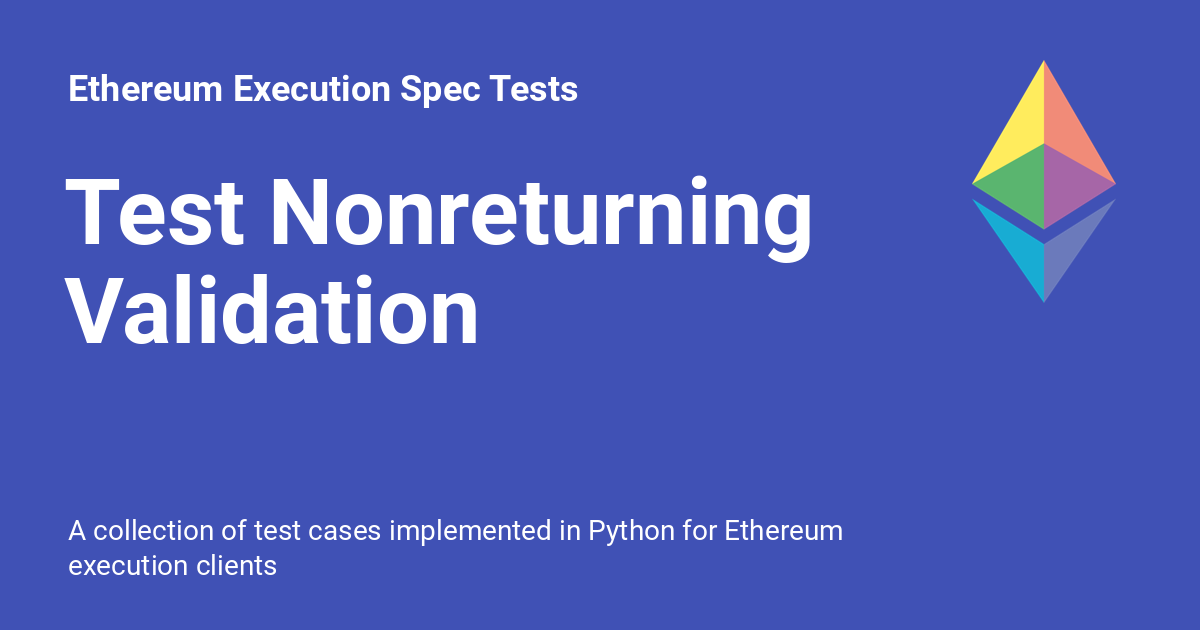 Ethereum Execution Spec Tests
Test Nonreturning
Validation
A collection of test cases implemented in Python for Ethereum
execution clients